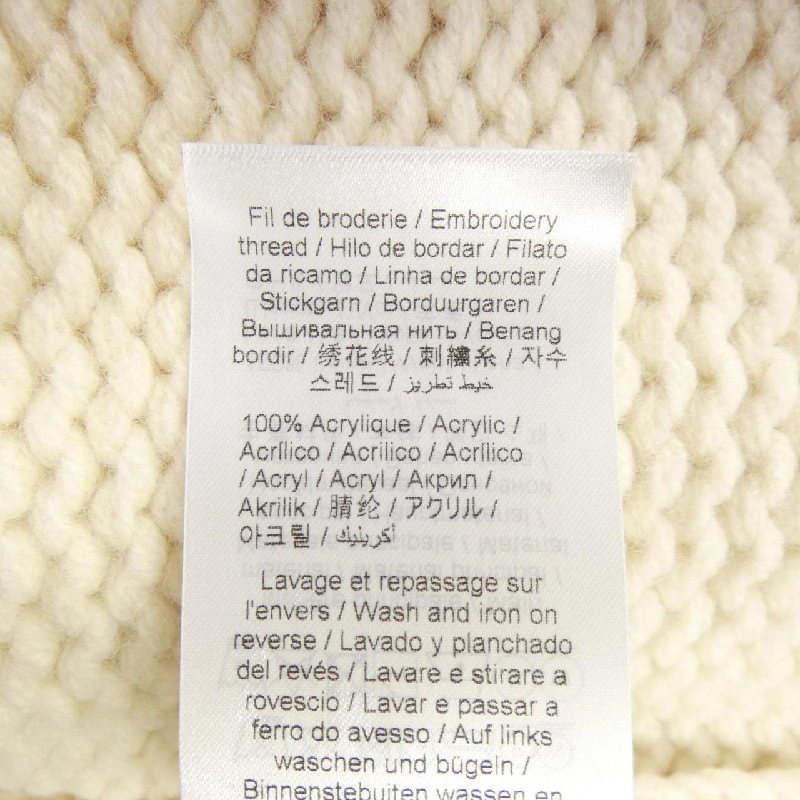 Fil de broderie / Embroidery
thread / Hilo de bordar / Filato
da ricamo / Linha de bordar /
Stickgarn / Borduurgaren /
Вышивальная нить / Benang
bordir / 绣花线 / 刺繍糸 / 자수
스레드 / خيط تطريز
100% Acrylique / Acrylic /
Acrílico / Acrilico / Acrílico
/ Acryl / Acryl / Акрил /
Akrilik / 腈纶 / アクリル /
아크릴 / أكريليك
Lavage et repassage sur
l'envers / Wash and iron on
reverse / Lavado y planchado
del revés / Lavare e stirare a
rovescio / Lavar e passar a
ferro do avesso / Auf links
waschen und bügeln /
Binnenstebuiten wassen en